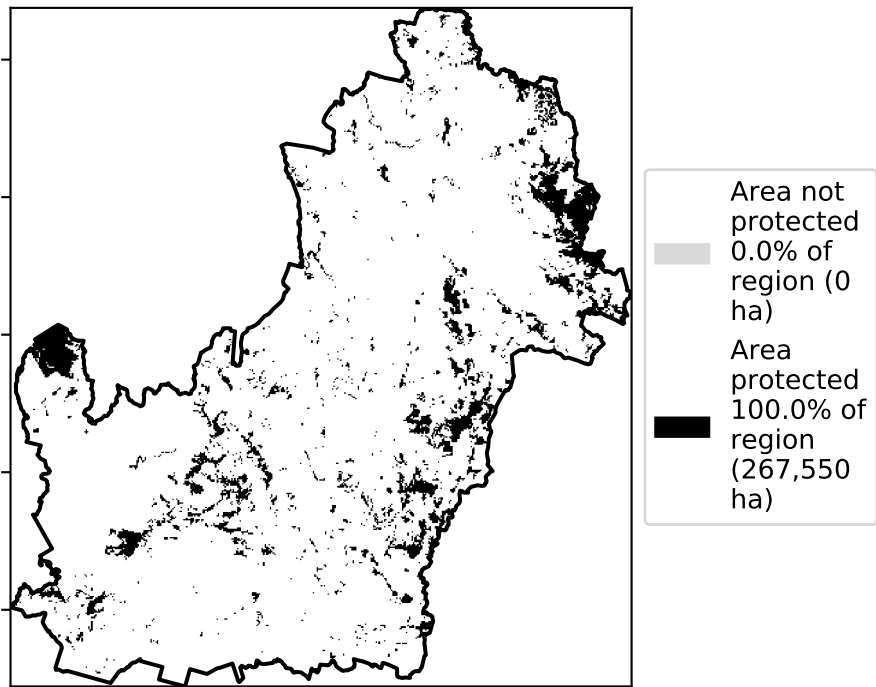 Area not
protected
0.0% of
region (0
ha)
Area
protected
100.0% of
region
(267,550
ha)